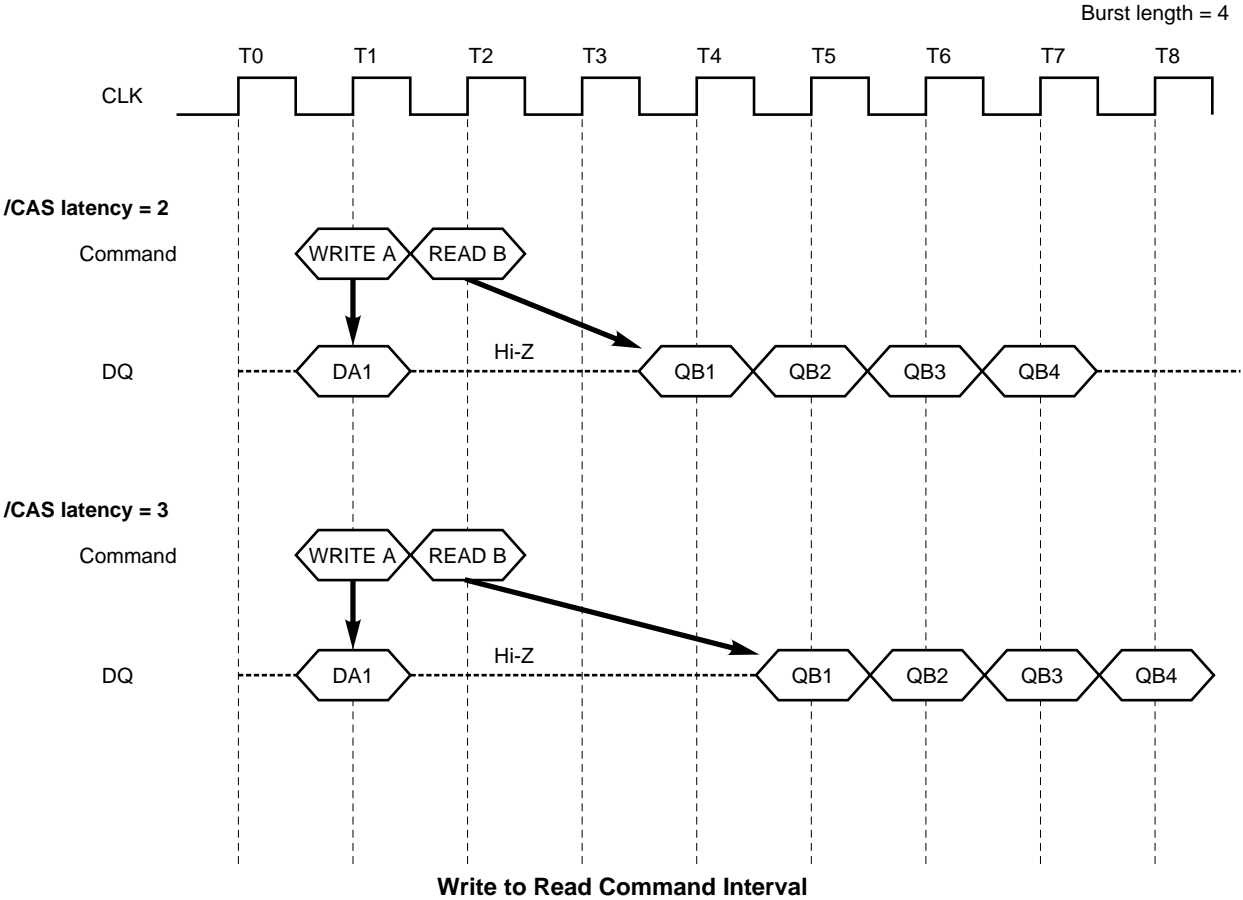 Burst length = 4
T0 T1 T2 T3 T4 T5 T6 T7 T8
CLK
/CAS latency = 2
Command WRITE A READ B
Hi-Z
DQ DA1 QB1 QB2 QB3 QB4
/CAS latency = 3
Command WRITE A READ B
Hi-Z
DQ DA1 QB1 QB2 QB3 QB4
Write to Read Command Interval